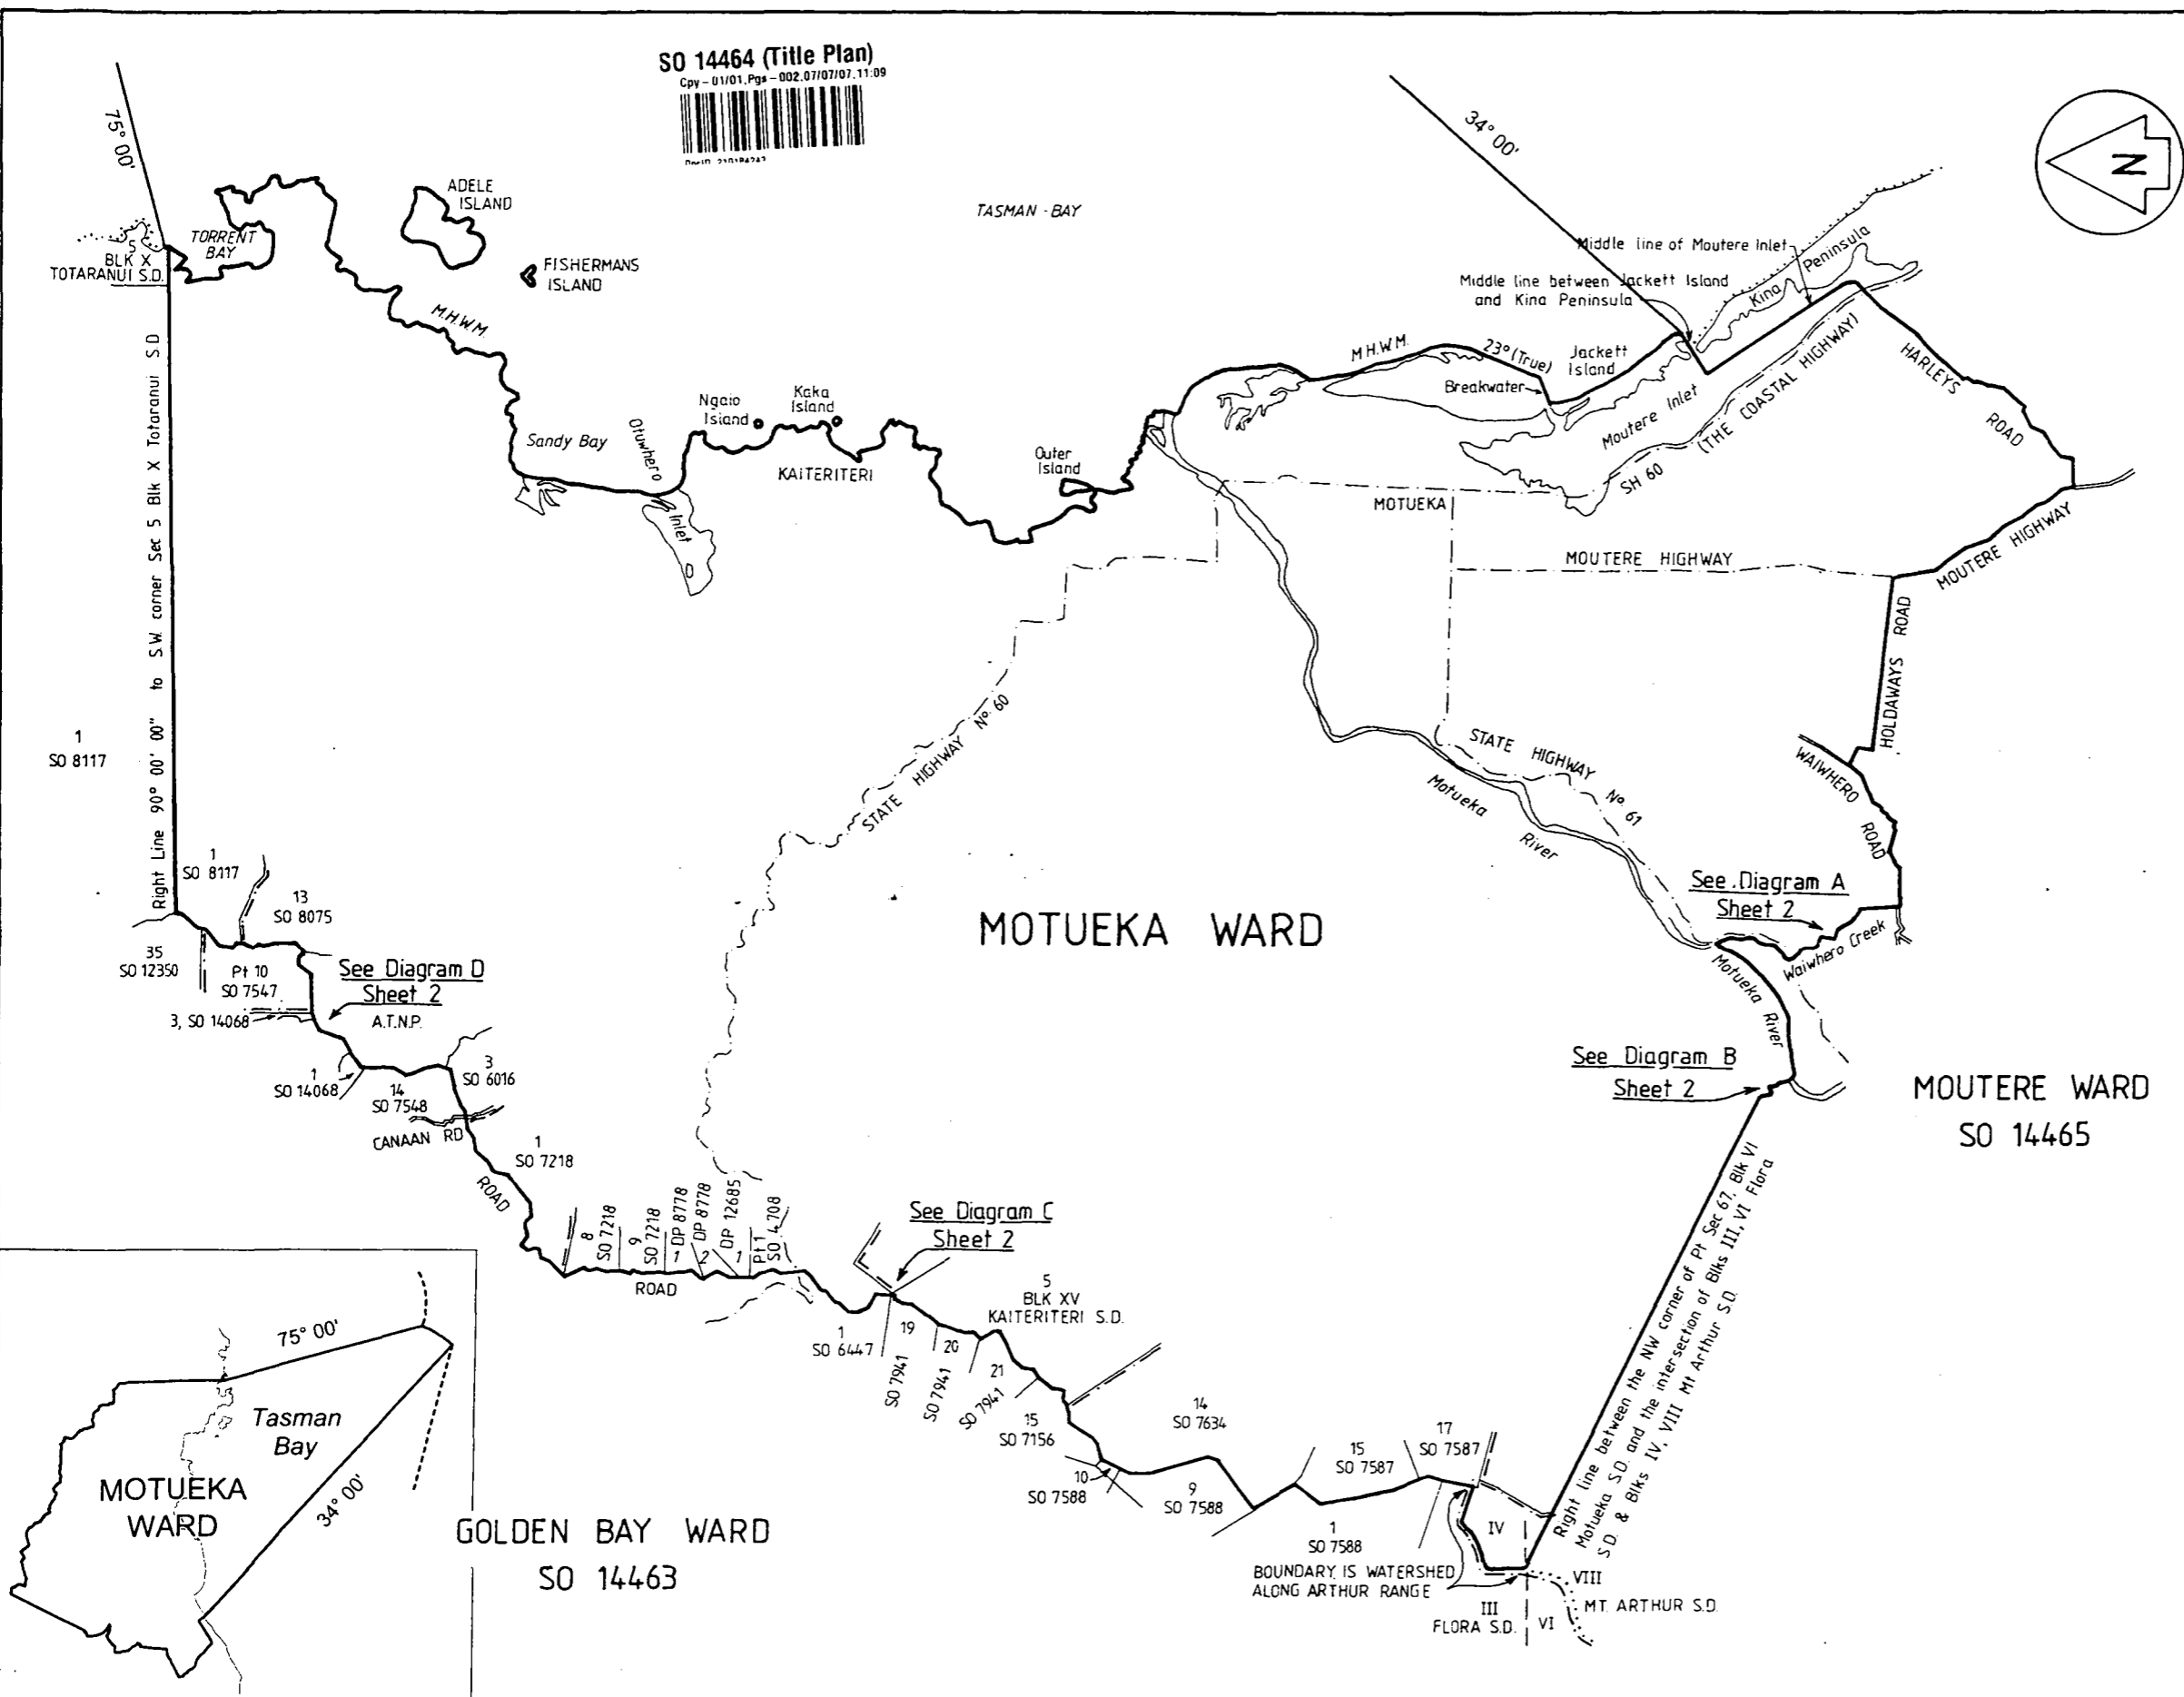 SO 14464 (Title Plan)
Cpy - 01/01, Pgs - 002, 07/07/07, 11:09
75° 00'
34° 00'
N
ADELE
ISLAND
TORRENT
BAY
5
BLK X
TOTARANUI S.D.
FISHERMANS
ISLAND
TASMAN - BAY
Middle line of Moutere Inlet
Kina Peninsula
Middle line between Jackett Island
and Kina Peninsula
M.H.W.M.
M.H.W.M.
23° (True)
Jackett
Island
Breakwater
Moutere Inlet
SH 60 (THE COASTAL HIGHWAY)
HARLEYS ROAD
Right Line 90° 00' 00" to S.W. corner Sec 5 Blk X Totaranui S.D
Sandy Bay
Otuwhero
Inlet
Ngaio
Island
Kaka
Island
KAITERITERI
Outer
Island
MOTUEKA
MOUTERE HIGHWAY
MOUTERE HIGHWAY
HOLDAWAYS ROAD
WAIWHERO
ROAD
STATE HIGHWAY Nº 60
STATE HIGHWAY Nº 61
Motueka River
1
SO 8117
1
SO 8117
13
SO 8075
35
SO 12350
Pt 10
SO 7547
3, SO 14068
See Diagram D
Sheet 2
A.T.N.P.
1
SO 14068
14
SO 7548
3
SO 6016
CANAAN RD
1
SO 7218
ROAD
MOTUEKA WARD
See Diagram A
Sheet 2
Waiwhero Creek
Motueka River
See Diagram B
Sheet 2
MOUTERE WARD
SO 14465
8
SO 7218
9
SO 7218
1
DP 8778
2
DP 8778
1
DP 12685
Pt 1
SO 4708
ROAD
See Diagram C
Sheet 2
5
BLK XV
KAITERITERI S.D.
1
SO 6447
19
SO 7941
20
SO 7941
21
SO 7941
15
SO 7156
10
SO 7588
14
SO 7634
9
SO 7588
15
SO 7587
17
SO 7587
1
SO 7588
Right line between the NW corner of Pt Sec 67, Blk VI
Motueka S.D. and the intersection of Blks III, VI Flora
S.D. & Blks IV, VIII Mt Arthur S.D.
BOUNDARY IS WATERSHED
ALONG ARTHUR RANGE
IV
VIII
MT. ARTHUR S.D.
III
FLORA S.D.
VI
GOLDEN BAY WARD
SO 14463
75° 00'
Tasman
Bay
34° 00'
MOTUEKA
WARD